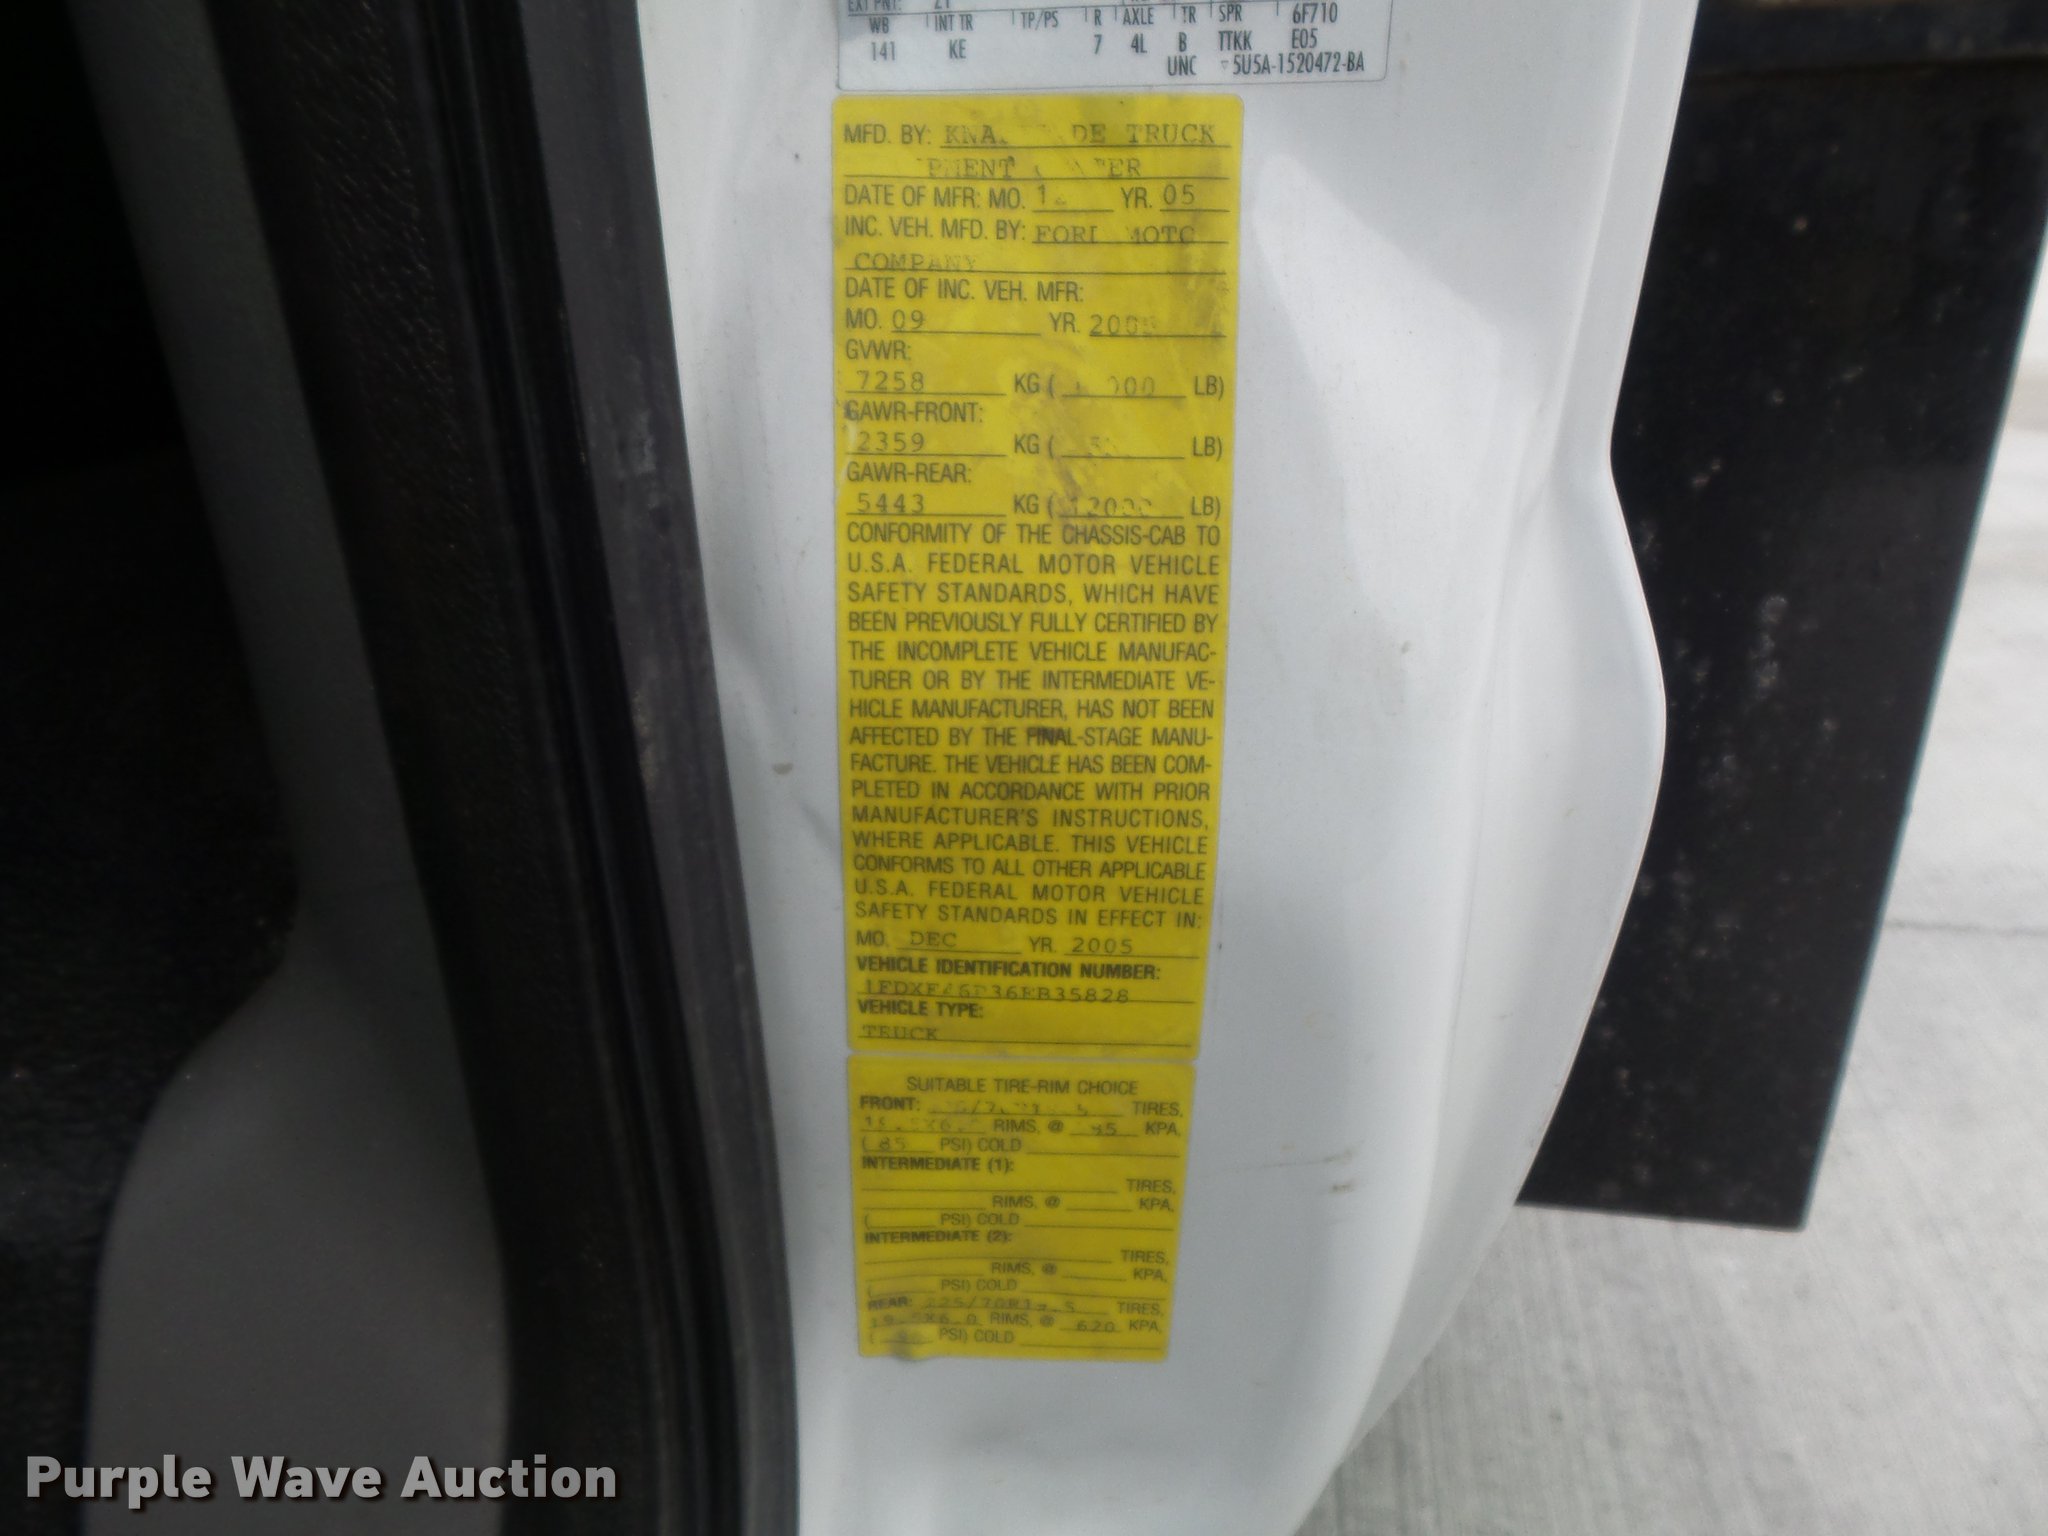 EXT PNT: 21
WB INT TR TP/PS R AXLE TR SPR 6F710
141 KE 7 4L B TTKK E05
UNC 5U5A-1520472-BA
MFD. BY: TRUCK
DATE OF MFR: MO. YR. 05
INC. VEH. MFD. BY:
COMPANY
DATE OF INC. VEH. MFR:
MO. 09 YR.
GVWR:
7258 KG ( LB)
GAWR-FRONT:
2359 KG ( LB)
GAWR-REAR:
5443 KG (12000 LB)
CONFORMITY OF THE CHASSIS-CAB TO
U.S.A. FEDERAL MOTOR VEHICLE
SAFETY STANDARDS, WHICH HAVE
BEEN PREVIOUSLY FULLY CERTIFIED BY
THE INCOMPLETE VEHICLE MANUFAC-
TURER OR BY THE INTERMEDIATE VE-
HICLE MANUFACTURER, HAS NOT BEEN
AFFECTED BY THE FINAL-STAGE MANU-
FACTURE. THE VEHICLE HAS BEEN COM-
PLETED IN ACCORDANCE WITH PRIOR
MANUFACTURER'S INSTRUCTIONS,
WHERE APPLICABLE. THIS VEHICLE
CONFORMS TO ALL OTHER APPLICABLE
U.S.A. FEDERAL MOTOR VEHICLE
SAFETY STANDARDS IN EFFECT IN:
MO. DEC YR. 2005
VEHICLE IDENTIFICATION NUMBER:
VEHICLE TYPE:
TRUCK
SUITABLE TIRE-RIM CHOICE
FRONT: TIRES,
RIMS, @ KPA,
(85 PSI) COLD
INTERMEDIATE (1):
TIRES,
RIMS, @ KPA,
( PSI) COLD
INTERMEDIATE (2):
TIRES,
RIMS, @ KPA,
( PSI) COLD
REAR: TIRES,
RIMS, @ 620 KPA,
( PSI) COLD
Purple Wave Auction